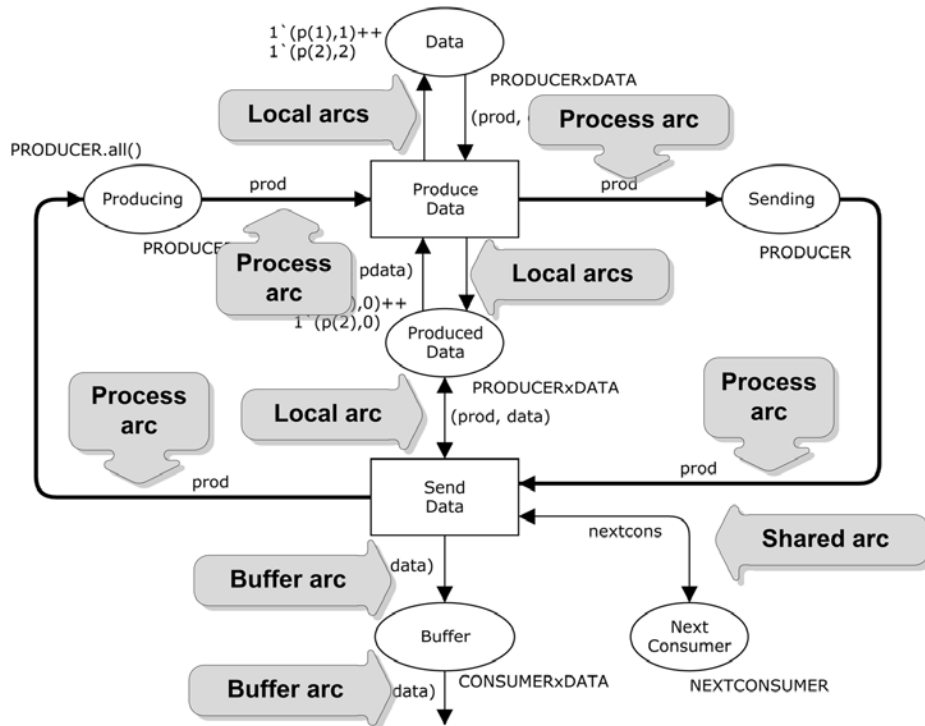 1`(p(1),1)++
1`(p(2),2)
Data
PRODUCERxDATA
Local arcs
(prod,
Process arc
PRODUCER.all()
Producing
prod
Produce
Data
prod
Sending
PRODUCER
Process
arc
pdata)
Local arcs
PRODUCER
,0)++
1`(p(2),0)
Produced
Data
PRODUCERxDATA
Process
arc
Local arc
(prod, data)
Process
arc
prod
Send
Data
prod
nextcons
Shared arc
Buffer arc
data)
Buffer
Next
Consumer
Buffer arc
data)
CONSUMERxDATA
NEXTCONSUMER